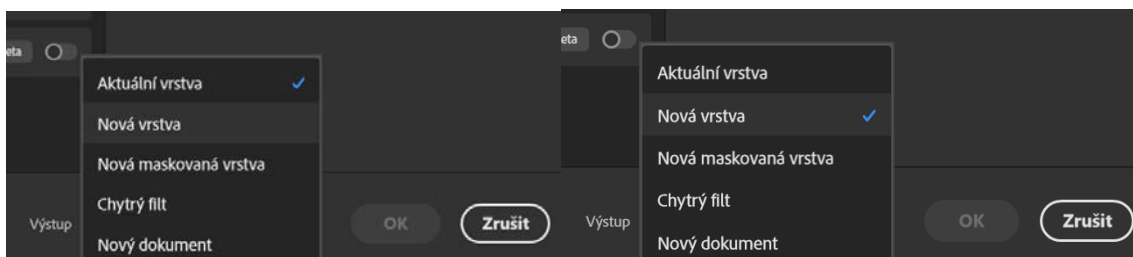 eta
Aktuální vrstva
Nová vrstva
Nová maskovaná vrstva
Chytrý filt
Výstup
OK
Zrušit
Nový dokument
eta
Aktuální vrstva
Nová vrstva
Nová maskovaná vrstva
Chytrý filt
Výstup
OK
Zrušit
Nový dokument